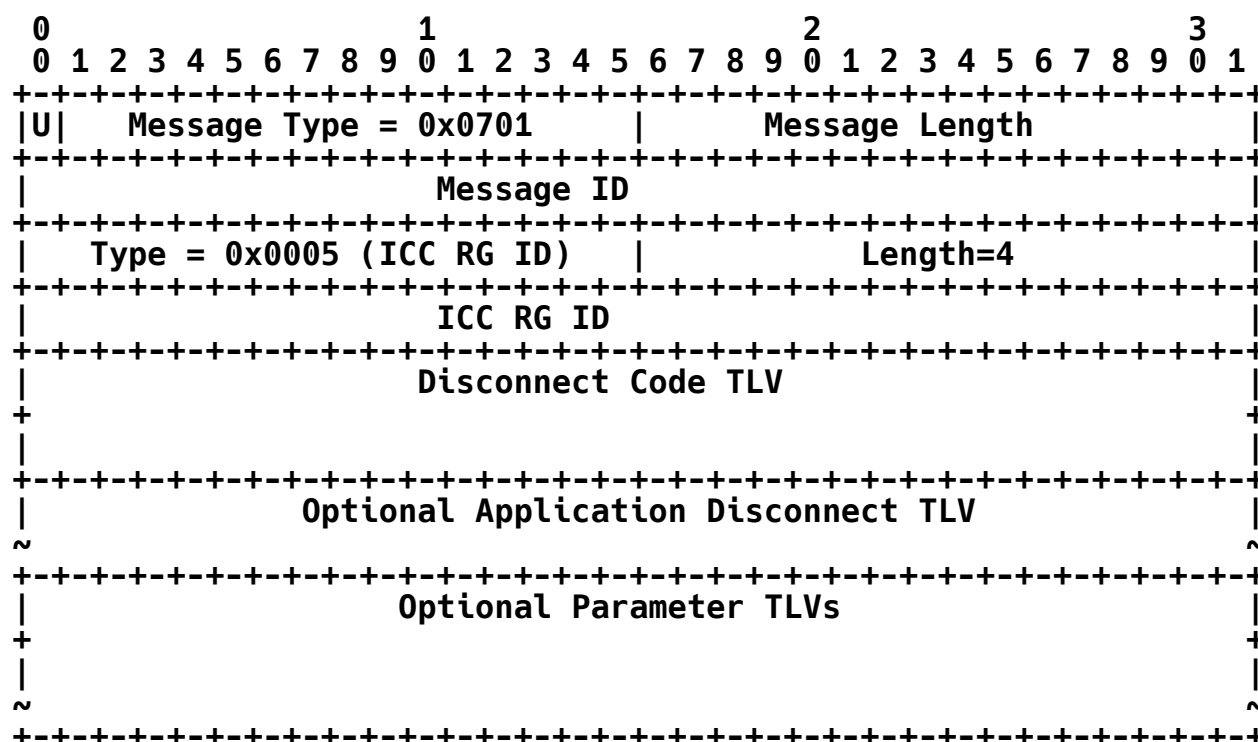 0                   1                   2                   3
 0 1 2 3 4 5 6 7 8 9 0 1 2 3 4 5 6 7 8 9 0 1 2 3 4 5 6 7 8 9 0 1
+-+-+-+-+-+-+-+-+-+-+-+-+-+-+-+-+-+-+-+-+-+-+-+-+-+-+-+-+-+-+-+-+
|U|   Message Type = 0x0701     |      Message Length           |
+-+-+-+-+-+-+-+-+-+-+-+-+-+-+-+-+-+-+-+-+-+-+-+-+-+-+-+-+-+-+-+-+
|                     Message ID                                |
+-+-+-+-+-+-+-+-+-+-+-+-+-+-+-+-+-+-+-+-+-+-+-+-+-+-+-+-+-+-+-+-+
|   Type = 0x0005 (ICC RG ID)   |           Length=4            |
+-+-+-+-+-+-+-+-+-+-+-+-+-+-+-+-+-+-+-+-+-+-+-+-+-+-+-+-+-+-+-+-+
|                     ICC RG ID                                 |
+-+-+-+-+-+-+-+-+-+-+-+-+-+-+-+-+-+-+-+-+-+-+-+-+-+-+-+-+-+-+-+-+
|                    Disconnect Code TLV                        |
+                                                               +
|                                                               |
+-+-+-+-+-+-+-+-+-+-+-+-+-+-+-+-+-+-+-+-+-+-+-+-+-+-+-+-+-+-+-+-+
|              Optional Application Disconnect TLV              |
~                                                               ~
+-+-+-+-+-+-+-+-+-+-+-+-+-+-+-+-+-+-+-+-+-+-+-+-+-+-+-+-+-+-+-+-+
|                   Optional Parameter TLVs                     |
+                                                               +
|                                                               |
~                                                               ~
+-+-+-+-+-+-+-+-+-+-+-+-+-+-+-+-+-+-+-+-+-+-+-+-+-+-+-+-+-+-+-+-+